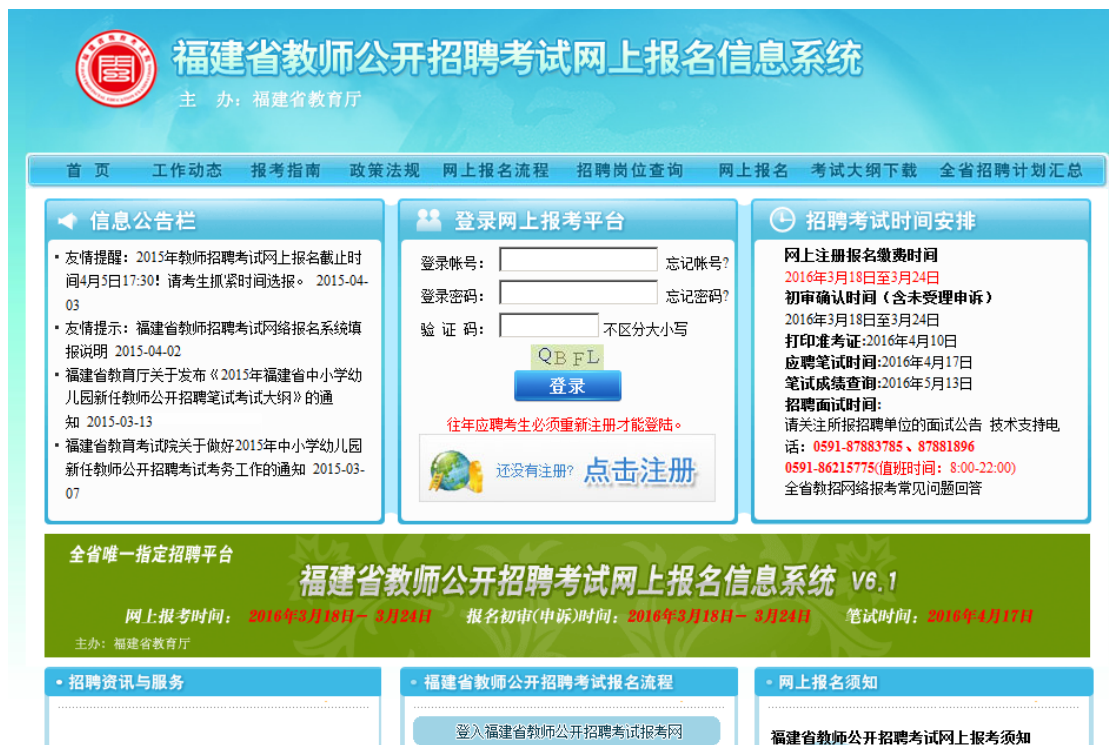 福建省教师公开招聘考试网上报名信息系统
主 办：福建省教育厅
首 页 工作动态 报考指南 政策法规 网上报名流程 招聘岗位查询 网上报名 考试大纲下载 全省招聘计划汇总
信息公告栏
友情提醒：2015年教师招聘考试网上报名截止时
间4月5日17:30！请考生抓紧时间选报。 2015-04-
03
友情提示：福建省教师招聘考试网络报名系统填
报说明 2015-04-02
福建省教育厅关于发布《2015年福建省中小学幼
儿园新任教师公开招聘笔试考试大纲》的通
知 2015-03-13
福建省教育考试院关于做好2015年中小学幼儿园
新任教师公开招聘考试考务工作的通知 2015-03-
07
登录网上报考平台
登录帐号： 忘记帐号?
登录密码： 忘记密码?
验 证 码： 不区分大小写
QBFL
登录
往年应聘考生必须重新注册才能登陆。
还没有注册? 点击注册
招聘考试时间安排
网上注册报名缴费时间
2016年3月18日至3月24日
初审确认时间（含未受理申诉）
2016年3月18日至3月24日
打印准考证:2016年4月10日
应聘笔试时间:2016年4月17日
笔试成绩查询:2016年5月13日
招聘面试时间:
请关注所报招聘单位的面试公告 技术支持电
话：0591-87883785、87881896
0591-86215775(值班时间：8:00-22:00)
全省教招网络报考常见问题回答
全省唯一指定招聘平台
福建省教师公开招聘考试网上报名信息系统 V6.1
网上报考时间： 2016年3月18日－ 3月24日 报名初审(申诉)时间：2016年3月18日－ 3月24日 笔试时间：2016年4月17日
主办：福建省教育厅
招聘资讯与服务
福建省教师公开招聘考试报名流程
登入福建省教师公开招聘考试报考网
网上报名须知
福建省教师公开招聘考试网上报考须知